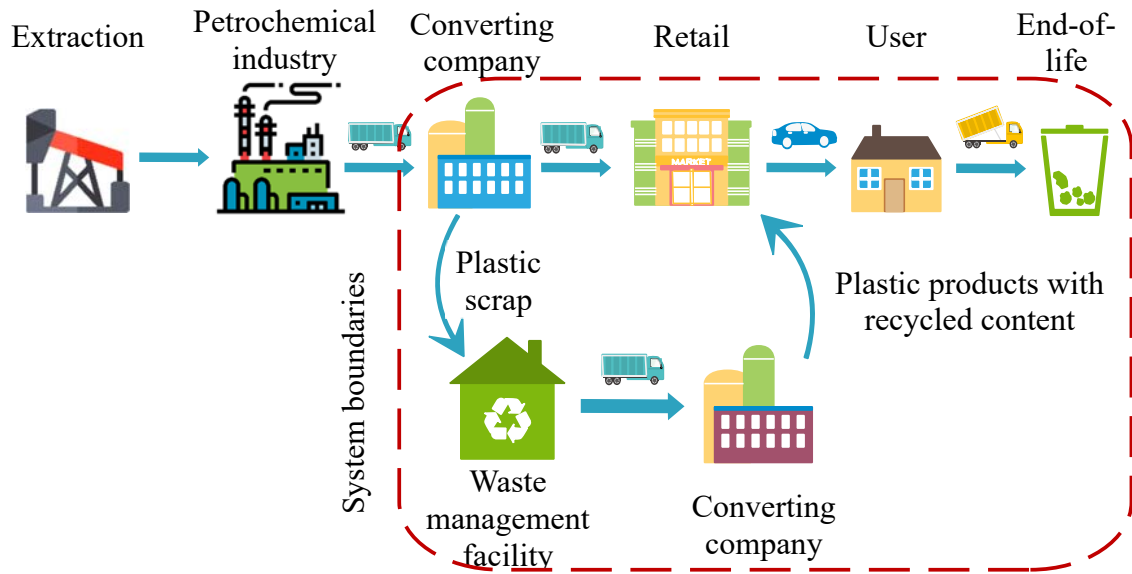 Extraction
Petrochemical
industry
Converting
company
Retail
User
End-of-
life
MARKET
System boundaries
Plastic
scrap
Plastic products with
recycled content
Waste
management
facility
Converting
company